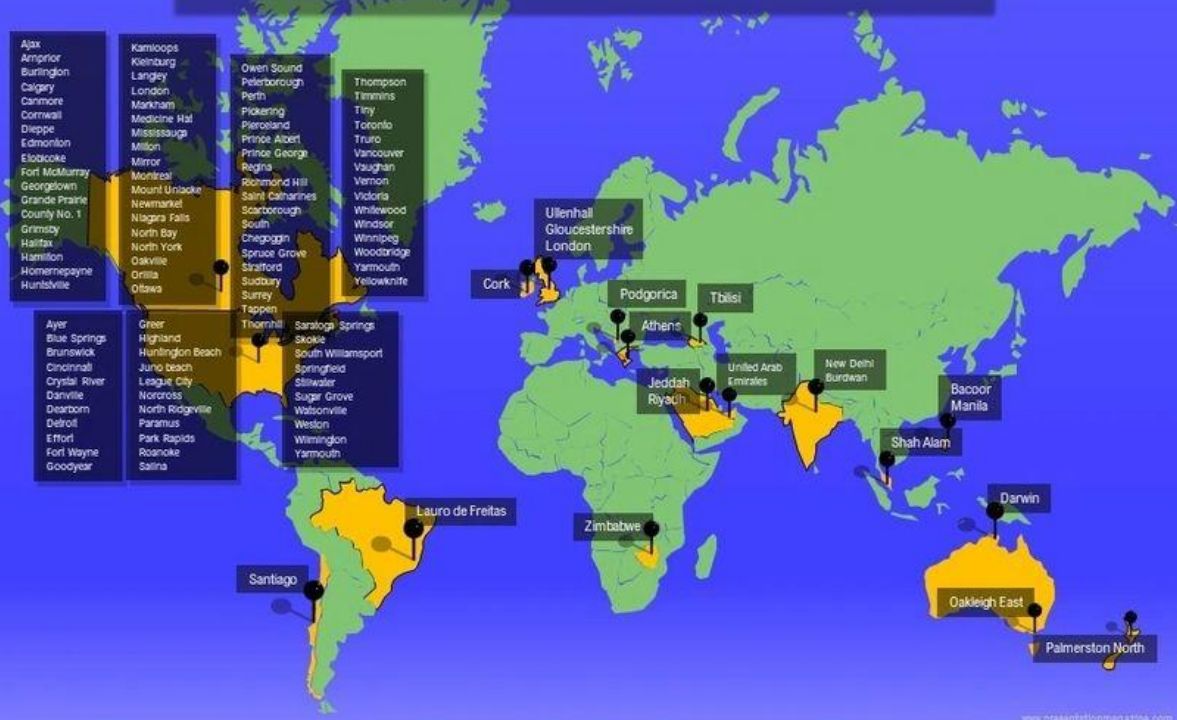 Ajax
Arnprior
Burlington
Calgary
Canmore
Cornwall
Dieppe
Edmonton
Etobicoke
Fort McMurray
Georgetown
Grande Prairie
County No. 1
Grimsby
Halifax
Hamilton
Hornernepayne
Huntsville
Kamloops
Kleinburg
Langley
London
Markham
Medicine Hat
Mississauga
Milton
Mirror
Montreal
Mount Uniacke
Newmarket
Niagara Falls
North Bay
North York
Oakville
Orillia
Ottawa
Owen Sound
Peterborough
Perth
Pickering
Pierceland
Prince Albert
Prince George
Regina
Richmond Hill
Saint Catharines
Scarborough
South
Chegoggin
Spruce Grove
Stratford
Sudbury
Surrey
Tappen
Thornhill
Thompson
Timmins
Tiny
Toronto
Truro
Vancouver
Vaughan
Vernon
Victoria
Whitewood
Windsor
Winnipeg
Woodbridge
Yarmouth
Yellowknife
Ayer
Blue Springs
Brunswick
Cincinnati
Crystal River
Danville
Dearborn
Detroit
Effort
Fort Wayne
Goodyear
Greer
Highland
Huntington Beach
Juno beach
League City
Norcross
North Ridgeville
Paramus
Park Rapids
Roanoke
Salina
Saratoga Springs
Skokie
South Williamsport
Springfield
Stillwater
Sugar Grove
Watsonville
Weston
Wilmington
Yarmouth
Ullenhall
Gloucestershire
London
Cork
Podgorica
Tbilisi
Athens
Jeddah
Riyadh
United Arab
Emirates
New Delhi
Burdwan
Bacoor
Manila
Shah Alam
Lauro de Freitas
Zimbabwe
Darwin
Santiago
Oakleigh East
Palmerston North
www.presentationmagazine.com